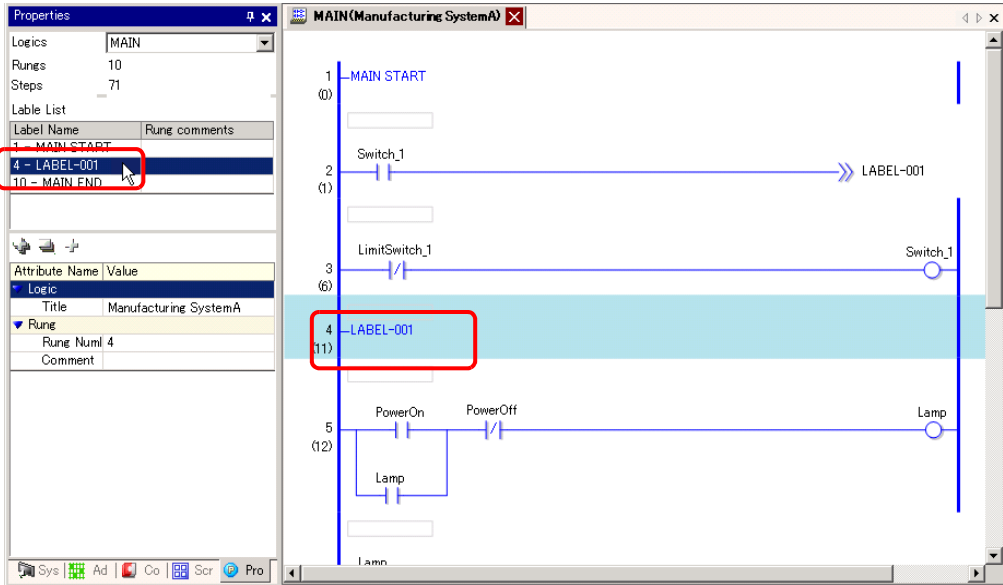 Properties
Logics MAIN
Rungs 10
Steps 71
Lable List
Label Name Rung comments
1 - MAIN START
4 - LABEL-001
10 - MAIN END
Attribute Name Value
Logic
Title Manufacturing SystemA
Rung
Rung Numl 4
Comment
Sys Ad Co Scr Pro
MAIN(Manufacturing SystemA)
1 MAIN START
(0)
Switch_1
2 LABEL-001
(1)
LimitSwitch_1 Switch_1
3
(6)
4 LABEL-001
(11)
PowerOn PowerOff Lamp
5
(12)
Lamp
Lamp